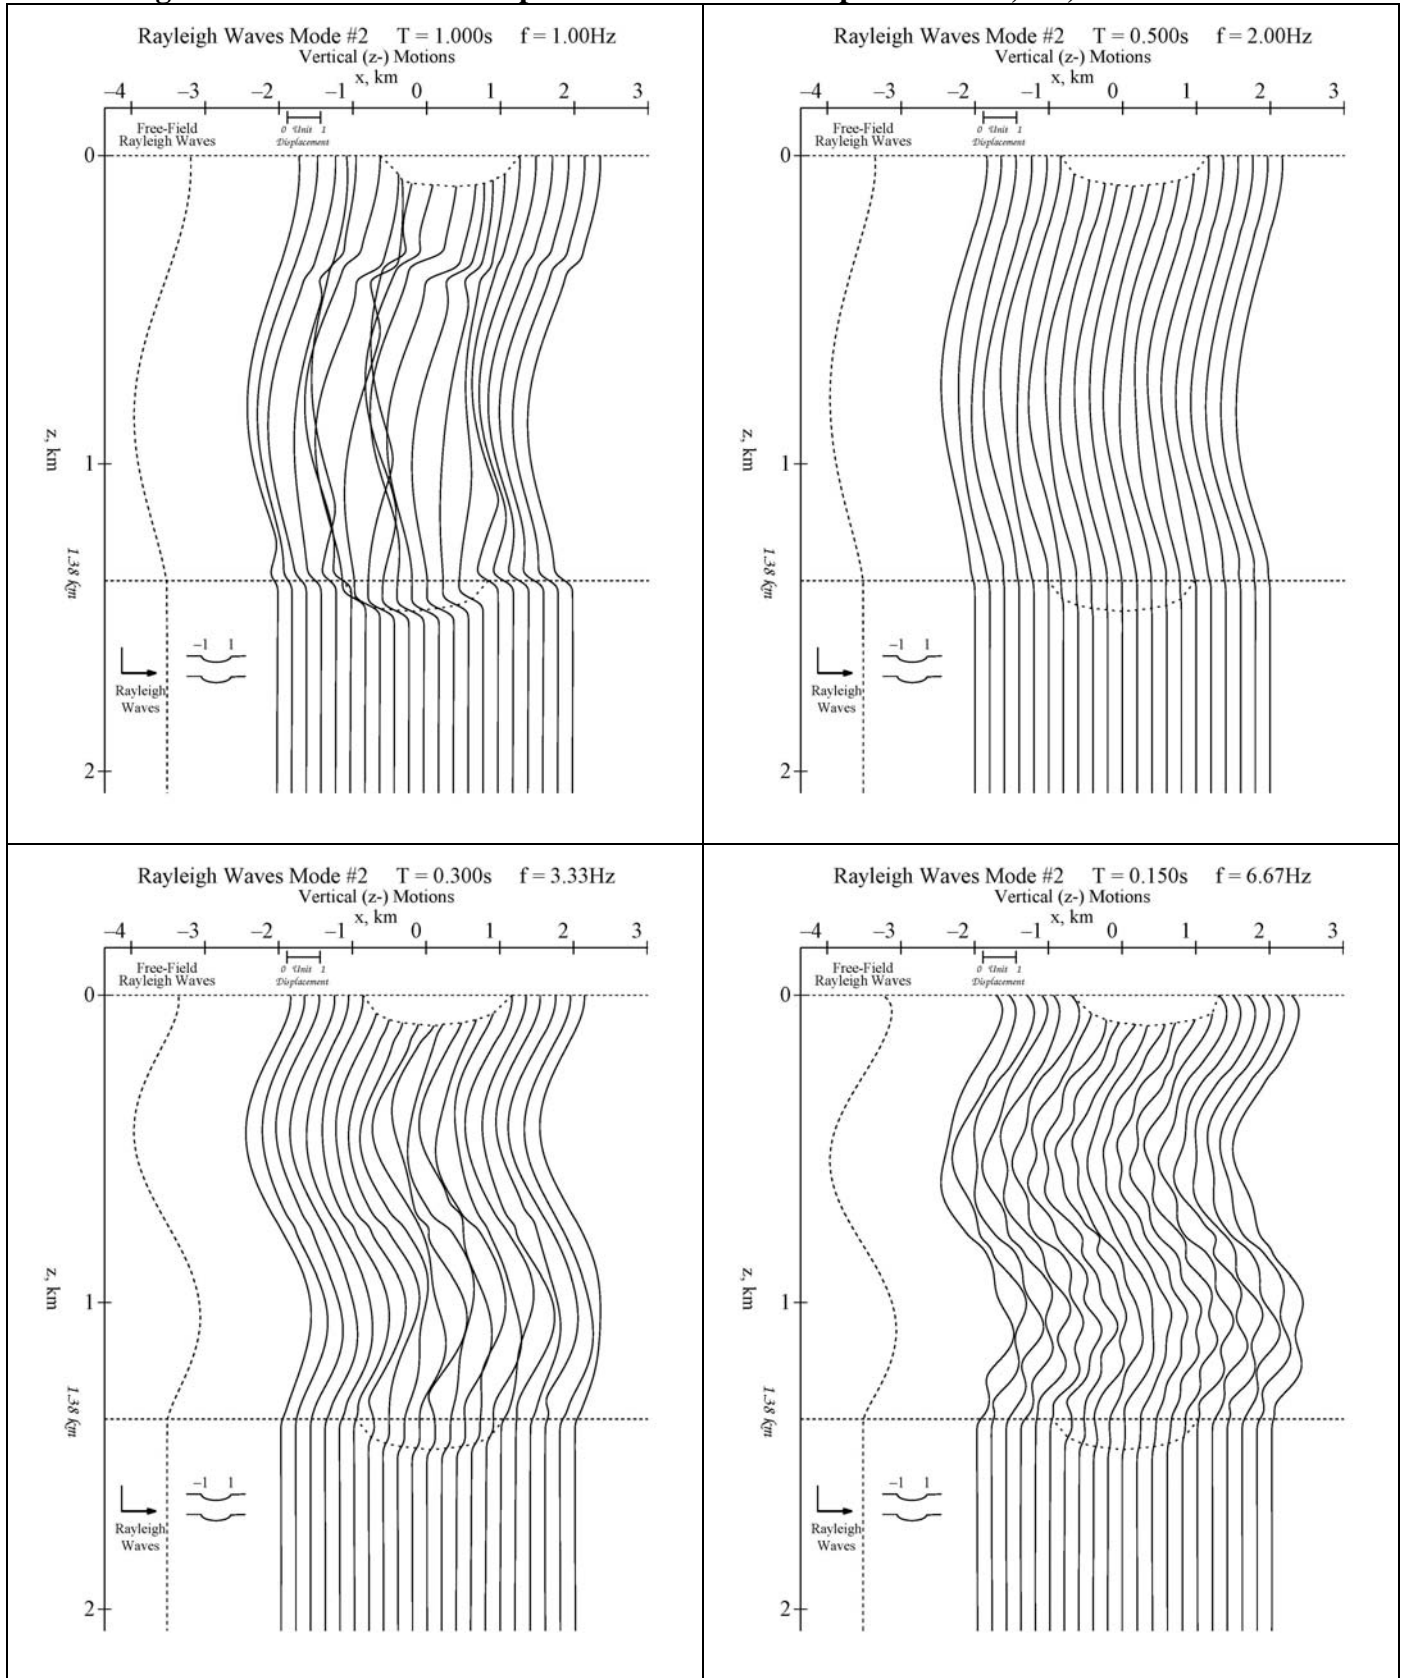 Rayleigh Waves Mode #2 T = 1.000s f = 1.00Hz
Vertical (z-) Motions
x, km
–4 –3 –2 –1 0 1 2 3
Free-Field
Rayleigh Waves
0 Unit 1
Displacement
0
z, km
1
1.38 km
–1 1
Rayleigh
Waves
2
Rayleigh Waves Mode #2 T = 0.500s f = 2.00Hz
Vertical (z-) Motions
x, km
–4 –3 –2 –1 0 1 2 3
Free-Field
Rayleigh Waves
0 Unit 1
Displacement
0
z, km
1
1.38 km
–1 1
Rayleigh
Waves
2
Rayleigh Waves Mode #2 T = 0.300s f = 3.33Hz
Vertical (z-) Motions
x, km
–4 –3 –2 –1 0 1 2 3
Free-Field
Rayleigh Waves
0 Unit 1
Displacement
0
z, km
1
1.38 km
–1 1
Rayleigh
Waves
2
Rayleigh Waves Mode #2 T = 0.150s f = 6.67Hz
Vertical (z-) Motions
x, km
–4 –3 –2 –1 0 1 2 3
Free-Field
Rayleigh Waves
0 Unit 1
Displacement
0
z, km
1
1.38 km
–1 1
Rayleigh
Waves
2